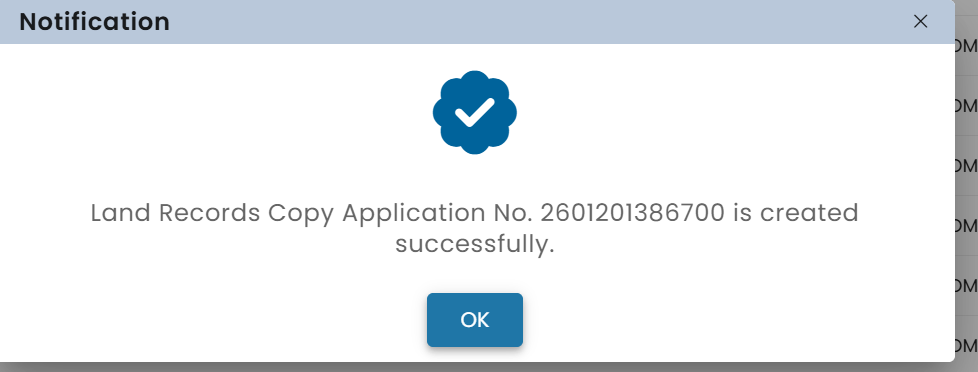 Notification
Land Records Copy Application No. 2601201386700 is created
successfully.
OK